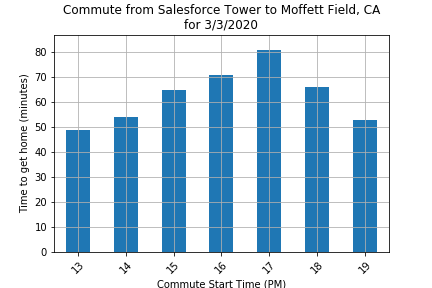 Commute from Salesforce Tower to Moffett Field, CA
for 3/3/2020
Time to get home (minutes)
80
70
60
50
40
30
20
10
0
13 14 15 16 17 18 19
Commute Start Time (PM)